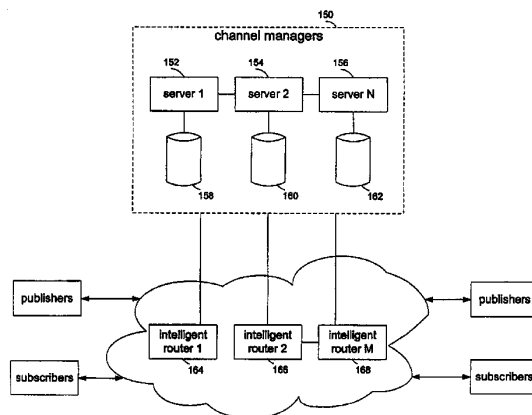 150
channel managers
152
154
156
server 1
server 2
server N
158
160
162
publishers
publishers
intelligent router 1
intelligent router 2
intelligent router M
164
166
168
subscribers
subscribers